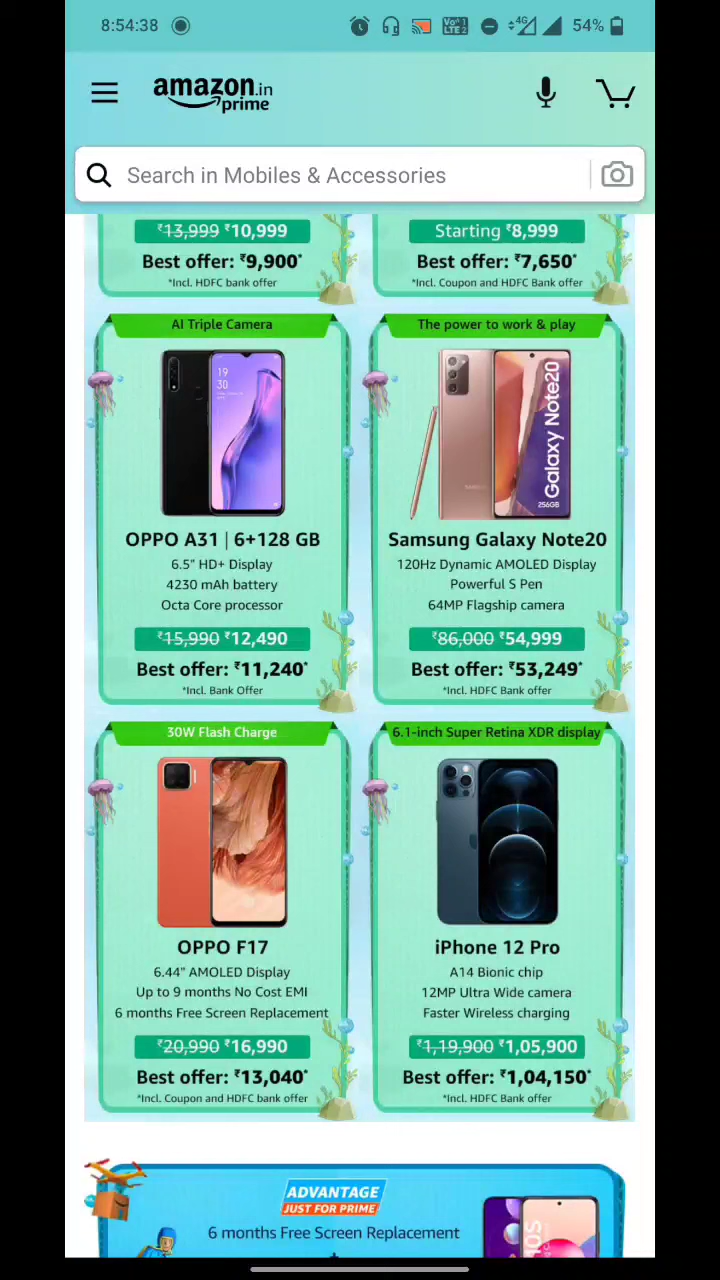 8:54:38
Vo 1
LTE 2
4G
54%
amazon.in
prime
Search in Mobiles & Accessories
₹13,999 ₹10,999
Best offer: ₹9,900*
*Incl. HDFC bank offer
Starting ₹8,999
Best offer: ₹7,650*
*Incl. Coupon and HDFC Bank offer
AI Triple Camera
19
30
OPPO A31 | 6+128 GB
6.5" HD+ Display
4230 mAh battery
Octa Core processor
₹15,990 ₹12,490
Best offer: ₹11,240*
*Incl. Bank Offer
The power to work & play
Galaxy Note20
256GB
Samsung Galaxy Note20
120Hz Dynamic AMOLED Display
Powerful S Pen
64MP Flagship camera
₹86,000 ₹54,999
Best offer: ₹53,249*
*Incl. HDFC Bank offer
30W Flash Charge
OPPO F17
6.44" AMOLED Display
Up to 9 months No Cost EMI
6 months Free Screen Replacement
₹20,990 ₹16,990
Best offer: ₹13,040*
*Incl. Coupon and HDFC bank offer
6.1-inch Super Retina XDR display
iPhone 12 Pro
A14 Bionic chip
12MP Ultra Wide camera
Faster Wireless charging
₹1,19,900 ₹1,05,900
Best offer: ₹1,04,150*
*Incl. HDFC Bank offer
ADVANTAGE
JUST FOR PRIME
6 months Free Screen Replacement
+